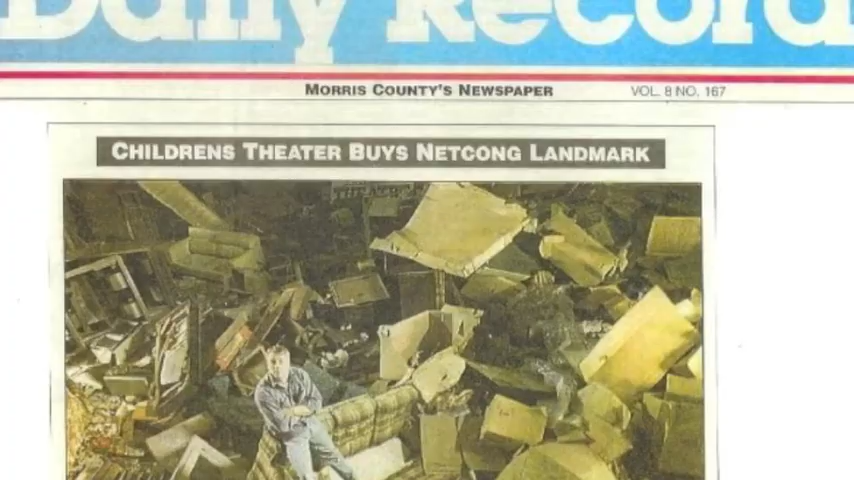 Daily Record
MORRIS COUNTY'S NEWSPAPER
VOL. 8 NO. 167
CHILDRENS THEATER BUYS NETCONG LANDMARK